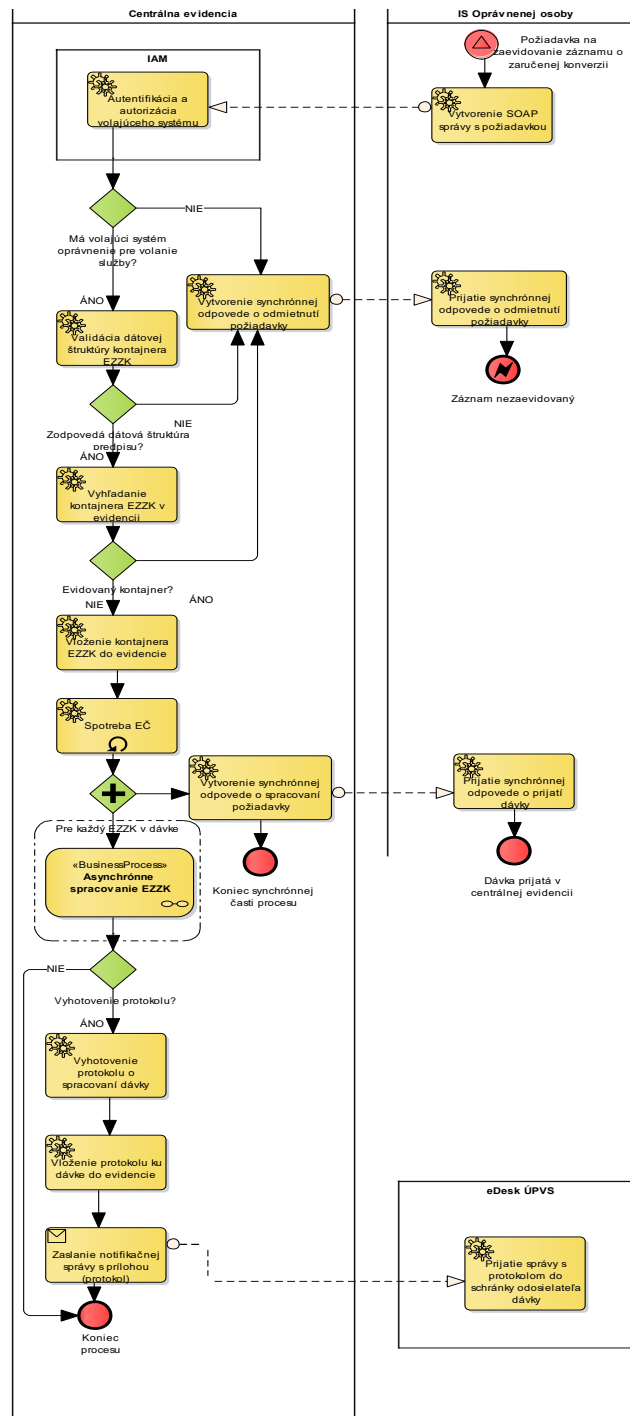 Centrálna evidencia
IS Oprávnenej osoby
IAM
Autentifikácia a
autorizácia
volajúceho systému
Požiadavka na
zaevidovanie záznamu o
zaručenej konverzii
Vytvorenie SOAP
správy s požiadavkou
NIE
Má volajúci systém
oprávnenie pre volanie
služby?
ÁNO
Vytvorenie synchrónnej
odpovede o odmietnutí
požiadavky
Prijatie synchrónnej
odpovede o odmietnutí
požiadavky
Validácia dátovej
štruktúry kontajnera
EZZK
Záznam nezaevidovaný
NIE
Zodpovedá dátová štruktúra
predpisu?
ÁNO
Vyhľadanie
kontajnera EZZK v
evidencii
Evidovaný kontajner?
NIE
ÁNO
Vloženie kontajnera
EZZK do evidencie
Spotreba EČ
Vytvorenie synchrónnej
odpovede o spracovaní
požiadavky
Prijatie synchrónnej
odpovede o prijatí
dávky
Pre každý EZZK v dávke
«BusinessProcess»
Asynchrónne
spracovanie EZZK
Koniec synchrónnej
časti procesu
Dávka prijatá v
centrálnej evidencii
NIE
Vyhotovenie protokolu?
ÁNO
Vyhotovenie
protokolu o
spracovaní dávky
Vloženie protokolu ku
dávke do evidencie
eDesk ÚPVS
Zaslanie notifikačnej
správy s prílohou
(protokol)
Prijatie správy s
protokolom do
schránky odosielateľa
dávky
Koniec
procesu